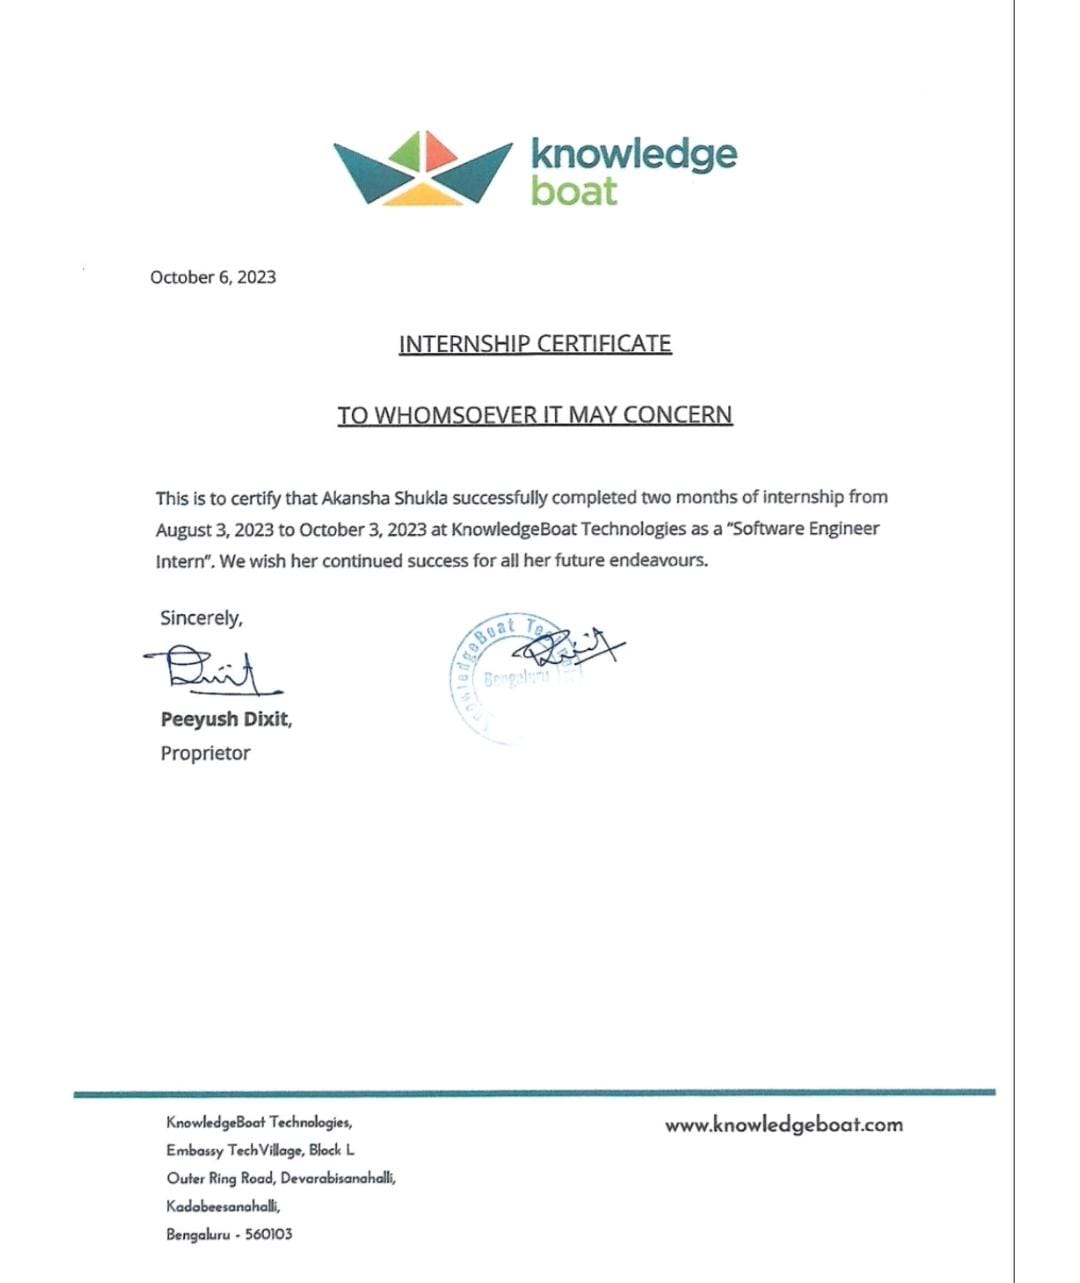 knowledge
boat
October 6, 2023
INTERNSHIP CERTIFICATE
TO WHOMSOEVER IT MAY CONCERN
This is to certify that Akansha Shukla successfully completed two months of internship from
August 3, 2023 to October 3, 2023 at KnowledgeBoat Technologies as a “Software Engineer
Intern”. We wish her continued success for all her future endeavours.
Sincerely,
Dixit
KnowledgeBoat
Bengaluru
Dixit
Peeyush Dixit,
Proprietor
KnowledgeBoat Technologies,
Embassy TechVillage, Block L
Outer Ring Road, Devarabisanahalli,
Kadabeesanahalli,
Bengaluru - 560103
www.knowledgeboat.com